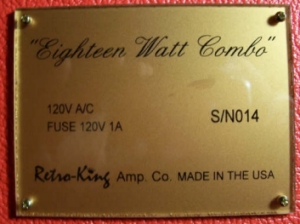 "Eighteen Watt Combo"
120V A/C
FUSE 120V 1A
S/N014
Retro-King Amp. Co. MADE IN THE USA